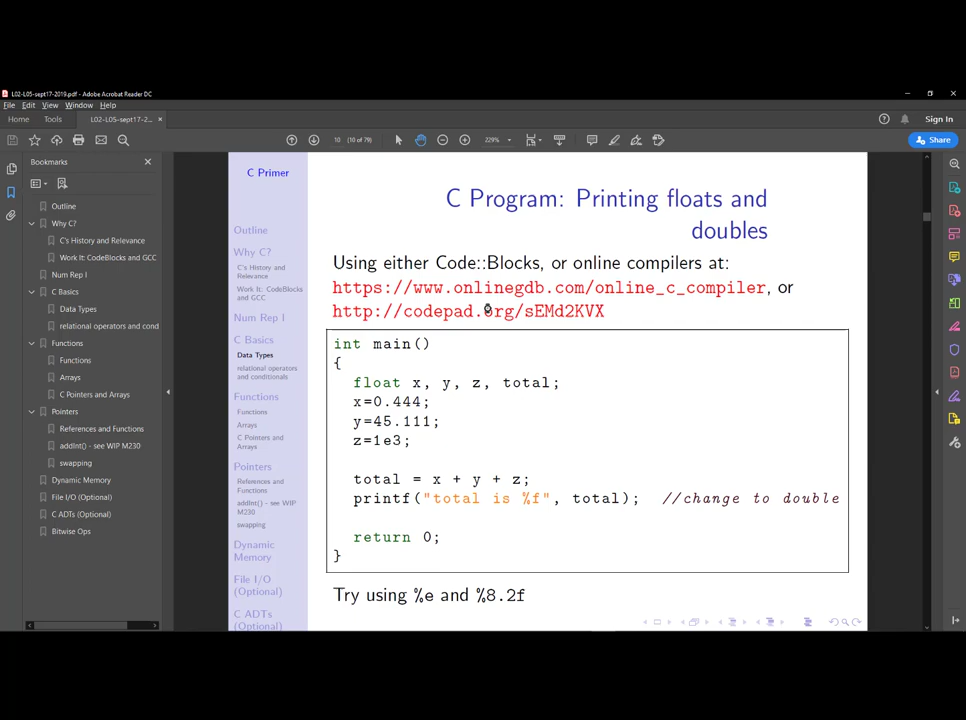 L02-L05-sept17-2019.pdf - Adobe Acrobat Reader DC
File Edit View Window Help
Home Tools L02-L05-sept17-2... × Sign In
10 (10 of 79) 229% Share
Bookmarks
Outline
Why C?
C's History and Relevance
Work It: CodeBlocks and GCC
Num Rep I
C Basics
Data Types
relational operators and cond
Functions
Functions
Arrays
C Pointers and Arrays
Pointers
References and Functions
addInt() - see WIP M230
swapping
Dynamic Memory
File I/O (Optional)
C ADTs (Optional)
Bitwise Ops
C Primer
Outline
Why C?
C's History and
Relevance
Work It: CodeBlocks
and GCC
Num Rep I
C Basics
Data Types
relational operators
and conditionals
Functions
Functions
Arrays
C Pointers and
Arrays
Pointers
References and
Functions
addInt() - see WIP
M230
swapping
Dynamic
Memory
File I/O
(Optional)
C ADTs
(Optional)
C Program: Printing floats and
doubles
Using either Code::Blocks, or online compilers at:
https://www.onlinegdb.com/online_c_compiler, or
http://codepad.org/sEMd2KVX
int main()
{
float x, y, z, total;
x=0.444;
y=45.111;
z=1e3;
total = x + y + z;
printf("total is %f", total); //change to double
return 0;
}
Try using %e and %8.2f